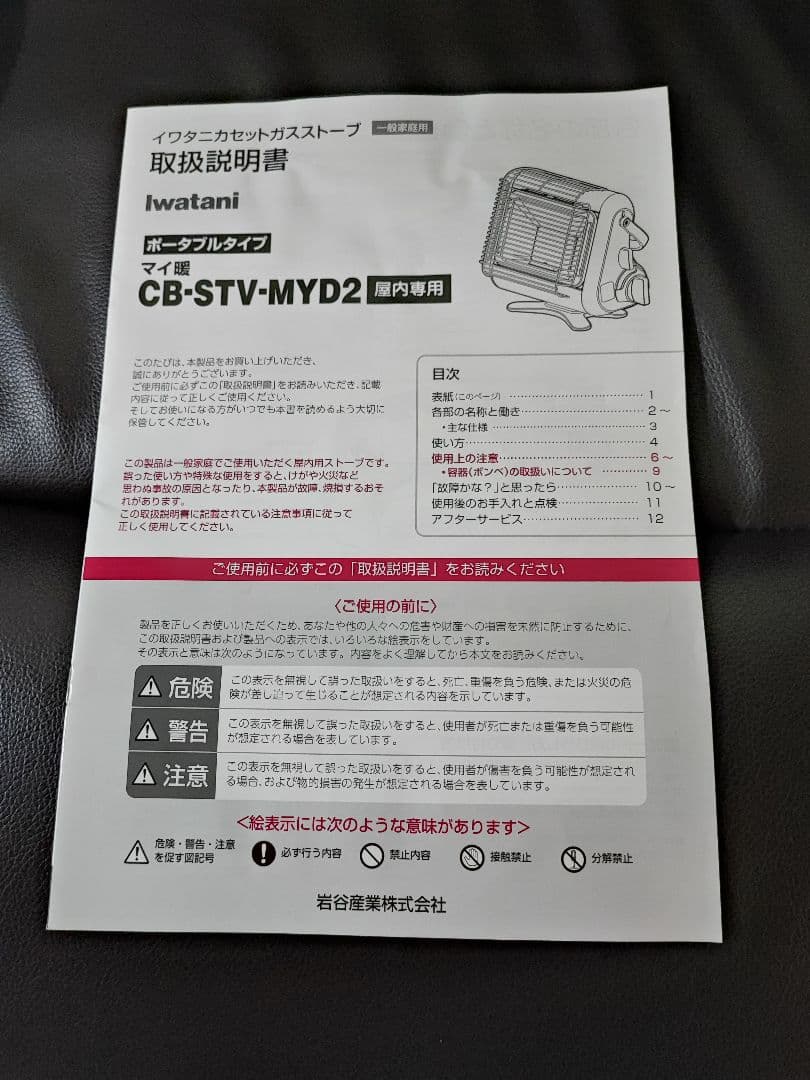 イワタニカセットガスストーブ 一般家庭用
取扱説明書
Iwatani
ポータブルタイプ
マイ暖
CB-STV-MYD2 屋内専用
このたびは、本製品をお買い上げいただき、
誠にありがとうございます。
ご使用前に必ずこの「取扱説明書」をお読みいただき、記載
内容に従って正しくご使用ください。
そしてお使いになる方がいつでも本書を読めるよう大切に
保管してください。
この製品は一般家庭でご使用いただく屋内用ストーブです。
誤った使い方や特殊な使用をすると、けがや火災など
思わぬ事故の原因となったり、本製品が故障、焼損するおそ
れがあります。
この取扱説明書に記載されている注意事項に従って
正しく使用してください。
目次
表紙(このページ) 1
各部の名称と働き 2～
・主な仕様 3
使い方 4
使用上の注意 6～
・容器(ボンベ)の取扱いについて 9
「故障かな?」と思ったら 10～
使用後のお手入れと点検 11
アフターサービス 12
ご使用前に必ずこの「取扱説明書」をお読みください
〈ご使用の前に〉
製品を正しくお使いいただくため、あなたや他の人々への危害や財産への損害を未然に防止するために、
この取扱説明書および製品への表示では、いろいろな絵表示をしています。
その表示と意味は次のようになっています。内容をよく理解してから本文をお読みください。
危険 この表示を無視して誤った取扱いをすると、死亡、重傷を負う危険、または火災の危
険が差し迫って生じることが想定される内容を示しています。
警告 この表示を無視して誤った取扱いをすると、使用者が死亡または重傷を負う可能性
が想定される場合を表しています。
注意 この表示を無視して誤った取扱いをすると、使用者が傷害を負う可能性が想定され
る場合、および物的損害の発生が想定される場合を表しています。
<絵表示には次のような意味があります>
危険・警告・注意
を促す図記号
必ず行う内容
禁止内容
接触禁止
分解禁止
岩谷産業株式会社